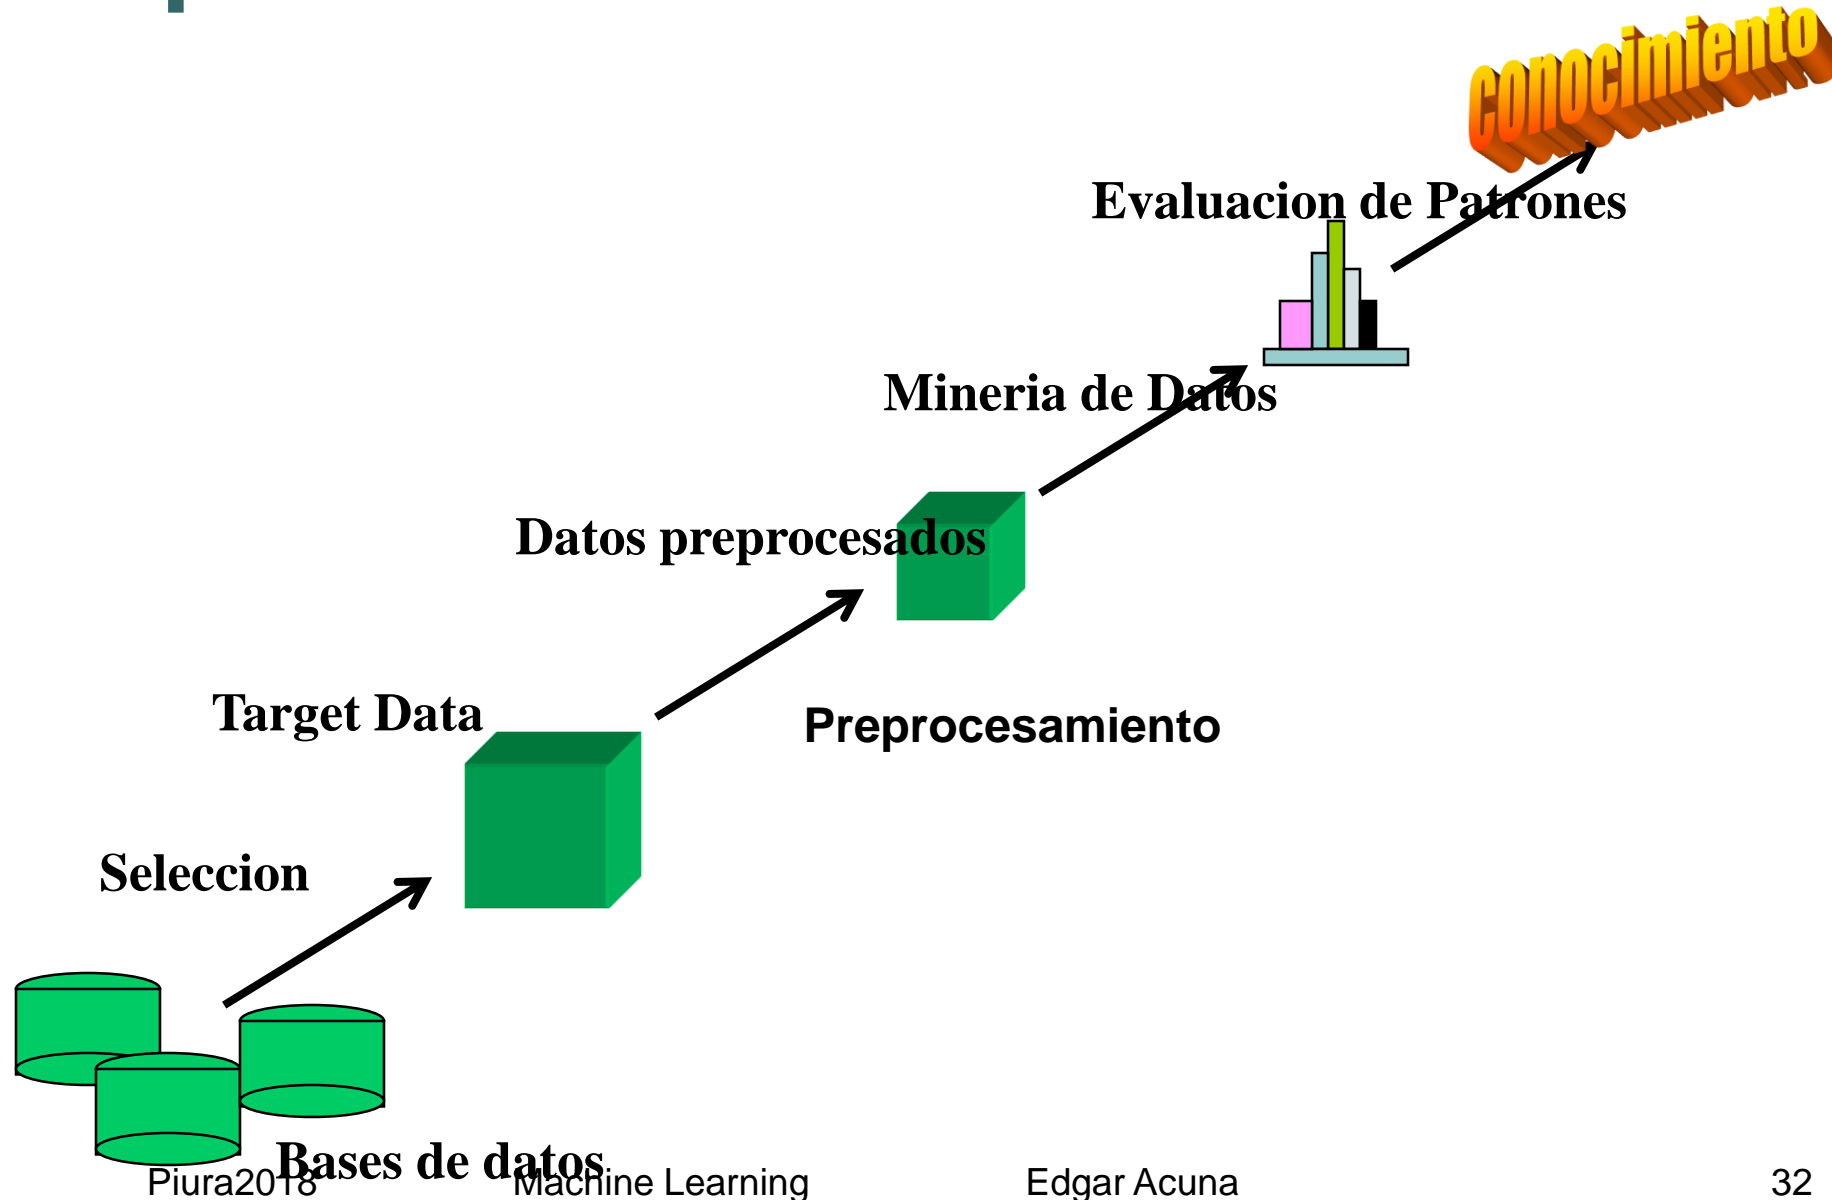 conocimiento
Evaluacion de Patrones
Mineria de Datos
Datos preprocesados
Target Data
Preprocesamiento
Seleccion
Bases de datos
Piura2018 Machine Learning Edgar Acuna 32